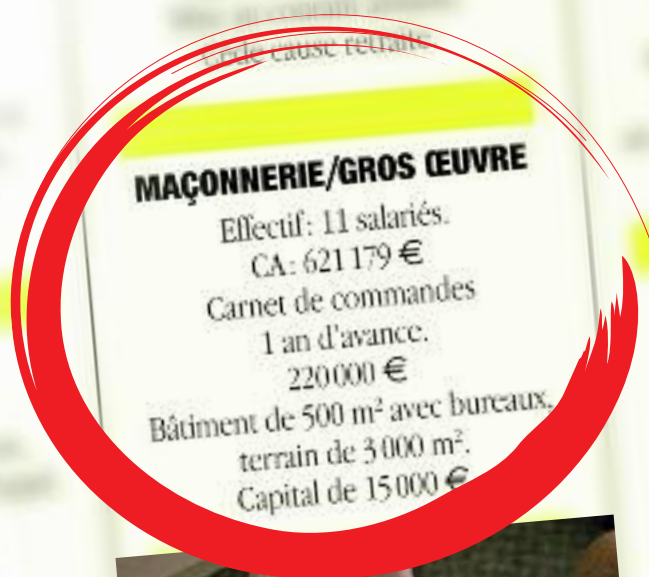 Cède cause retraite
MAÇONNERIE/GROS ŒUVRE
Effectif : 11 salariés.
CA : 621 179 €
Carnet de commandes
1 an d'avance.
220 000 €
Bâtiment de 500 m² avec bureaux,
terrain de 3 000 m².
Capital de 15 000 €